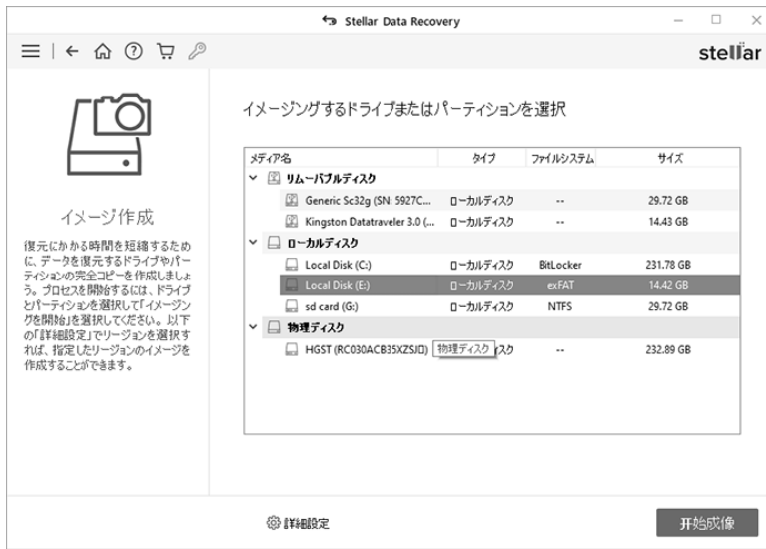 Stellar Data Recovery
stellar
イメージ作成
復元にかかる時間を短縮するため
に、データを復元するドライブやパー
ティションの完全コピーを作成しましょ
う。プロセスを開始するには、ドライブ
とパーティションを選択して「イメージン
グを開始」を選択してください。以下
の「詳細設定」でリージョンを選択す
れば、指定したリージョンのイメージを
作成することができます。
イメージングするドライブまたはパーティションを選択
メディア名 タイプ ファイルシステム サイズ
リムーバブルディスク
Generic Sc32g (SN: 5927C... ローカルディスク -- 29.72 GB
Kingston Datatraveler 3.0 (... ローカルディスク -- 14.43 GB
ローカルディスク
Local Disk (C:) ローカルディスク BitLocker 231.78 GB
Local Disk (E:) ローカルディスク exFAT 14.42 GB
sd card (G:) ローカルディスク NTFS 29.72 GB
物理ディスク
HGST 物理ディスク -- 232.89 GB
詳細設定
开始成像